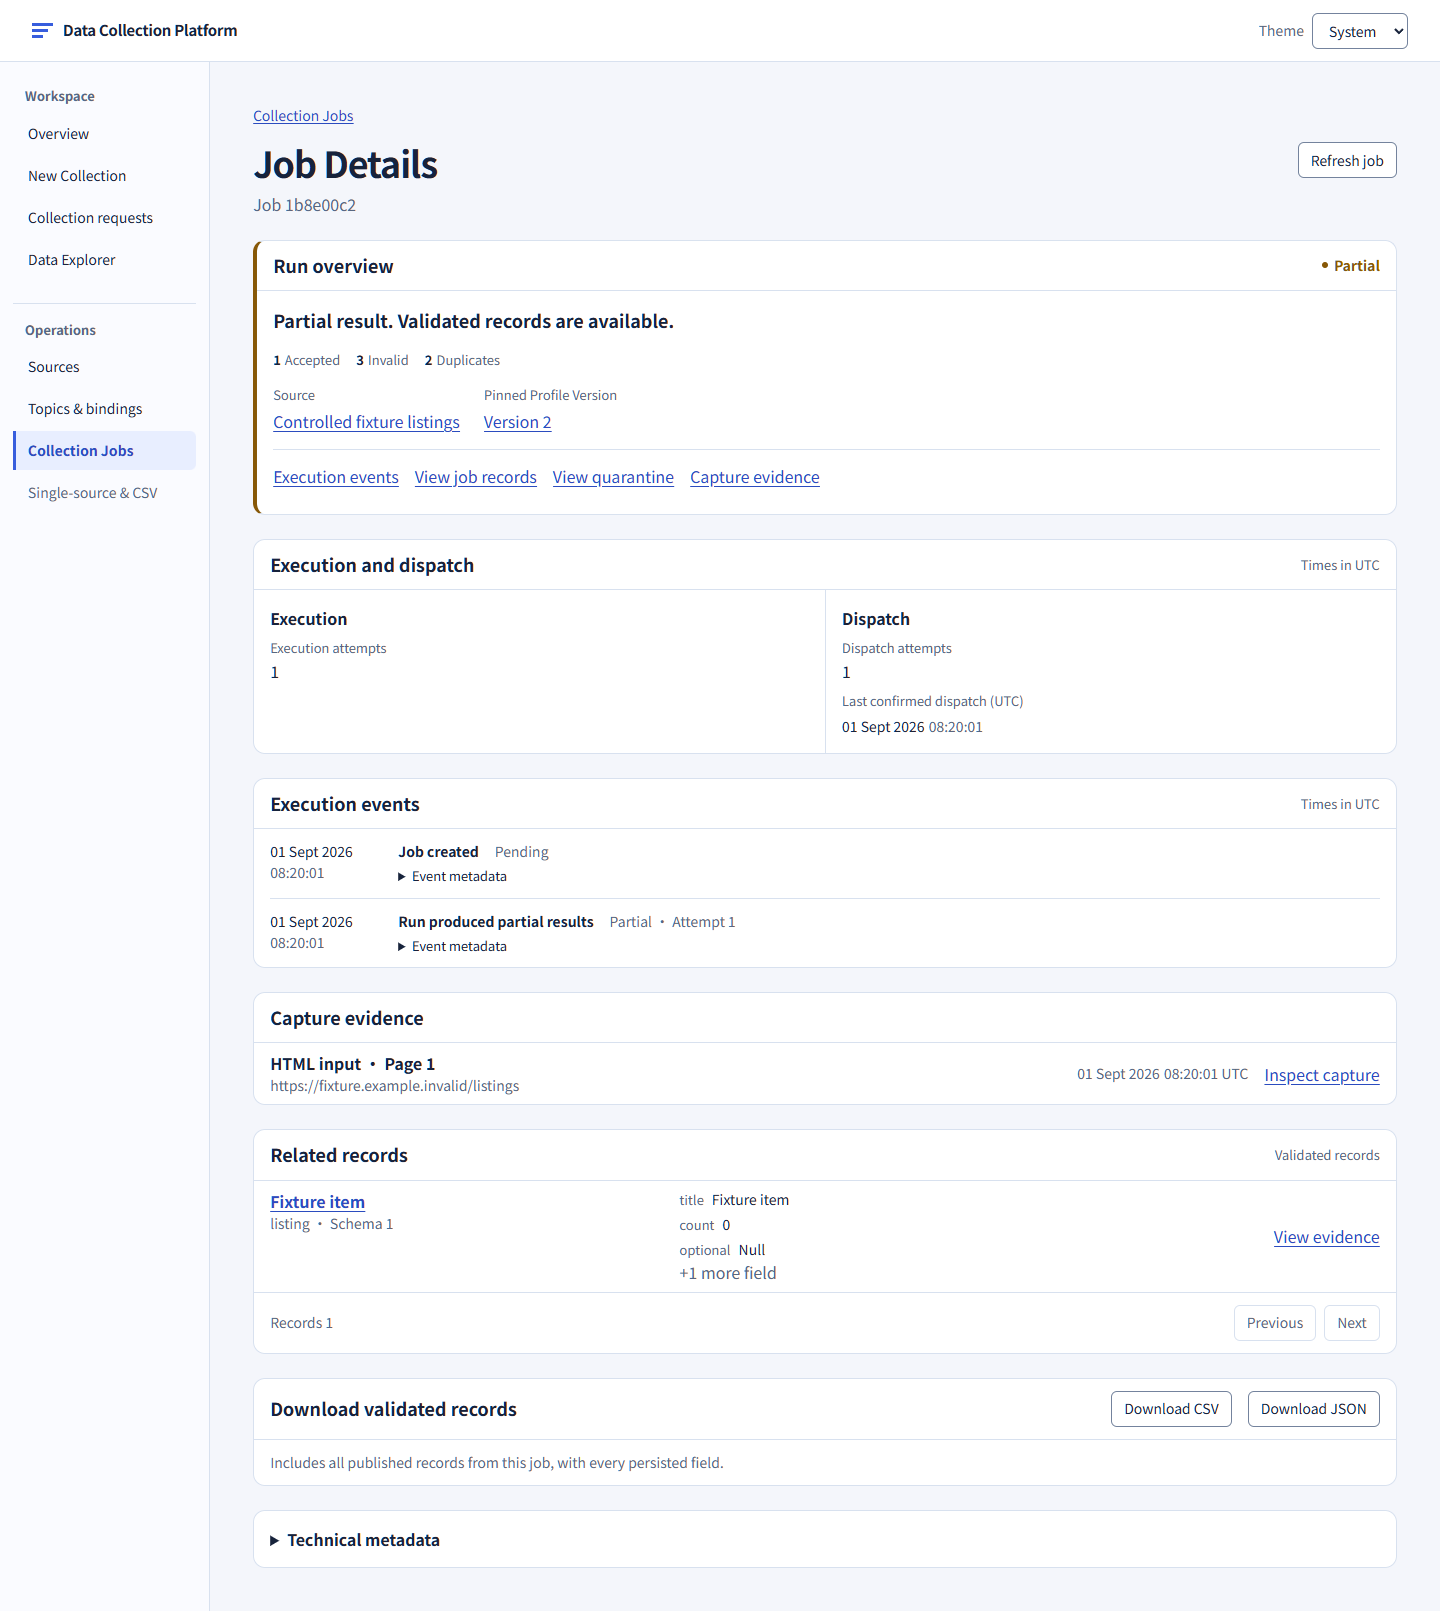 Data Collection Platform
Theme System
Workspace
Overview
New Collection
Collection requests
Data Explorer
Operations
Sources
Topics & bindings
Collection Jobs
Single-source & CSV
Collection Jobs
Job Details
Refresh job
Job 1b8e00c2
Run overview
• Partial
Partial result. Validated records are available.
1 Accepted 3 Invalid 2 Duplicates
Source
Controlled fixture listings
Pinned Profile Version
Version 2
Execution events View job records View quarantine Capture evidence
Execution and dispatch
Times in UTC
Execution
Execution attempts
1
Dispatch
Dispatch attempts
1
Last confirmed dispatch (UTC)
01 Sept 2026 08:20:01
Execution events
Times in UTC
01 Sept 2026
08:20:01
Job created Pending
Event metadata
01 Sept 2026
08:20:01
Run produced partial results Partial • Attempt 1
Event metadata
Capture evidence
HTML input • Page 1
https://fixture.example.invalid/listings
01 Sept 2026 08:20:01 UTC Inspect capture
Related records
Validated records
Fixture item
listing • Schema 1
title Fixture item
count 0
optional Null
+1 more field
View evidence
Records 1
Previous Next
Download validated records
Download CSV Download JSON
Includes all published records from this job, with every persisted field.
Technical metadata